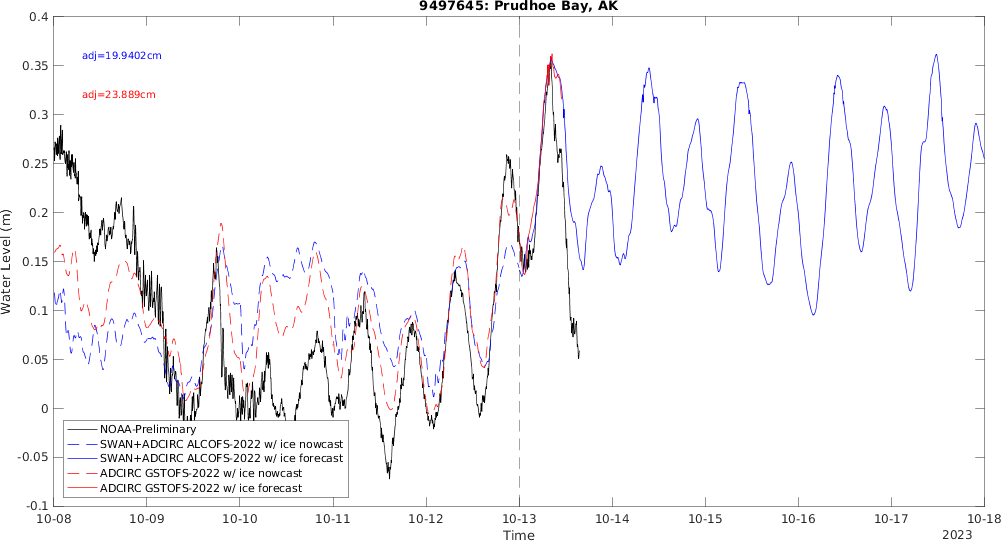 9497645: Prudhoe Bay, AK
0.4
0.35
0.3
0.25
0.2
0.15
0.1
0.05
0
-0.05
-0.1
Water Level (m)
adj=19.9402cm
adj=23.889cm
NOAA-Preliminary
SWAN+ADCIRC ALCOFS-2022 w/ ice nowcast
SWAN+ADCIRC ALCOFS-2022 w/ ice forecast
ADCIRC GSTOFS-2022 w/ ice nowcast
ADCIRC GSTOFS-2022 w/ ice forecast
10-08 10-09 10-10 10-11 10-12 10-13 10-14 10-15 10-16 10-17 10-18
Time
2023